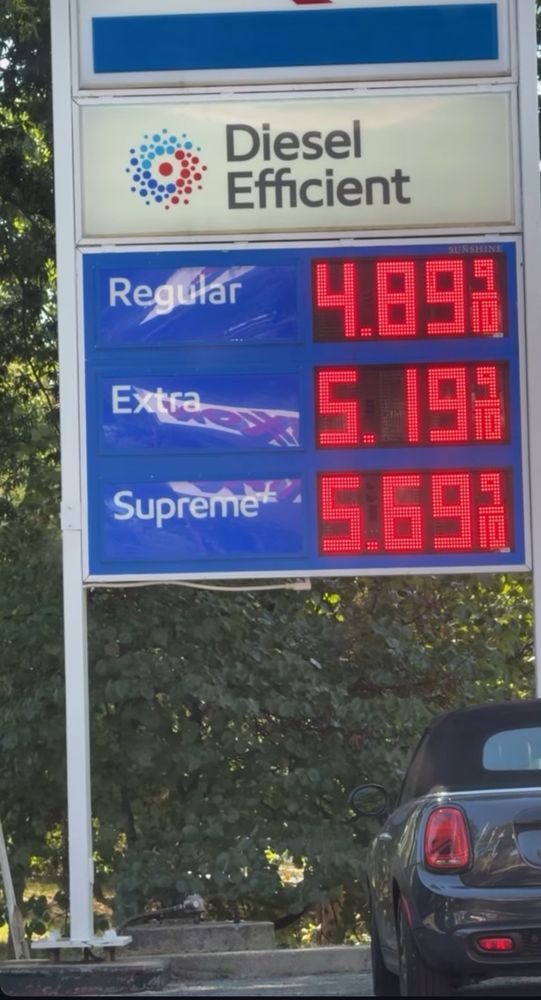 Diesel
Efficient
SUNSHINE
Regular 4.89 9/10
Extra 5.19 9/10
Supreme+ 5.69 9/10